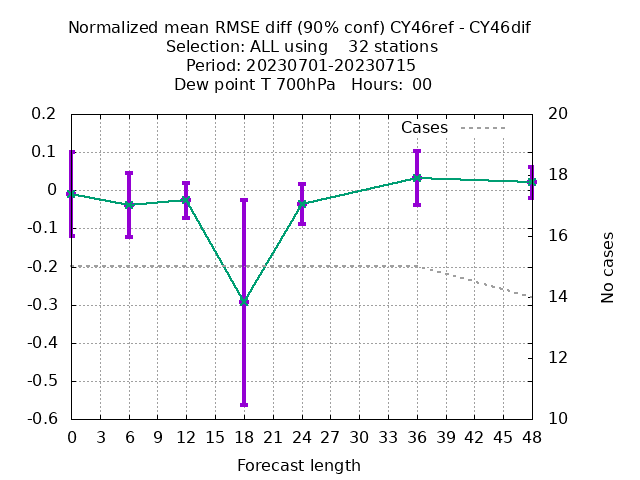 Normalized mean RMSE diff (90% conf) CY46ref - CY46dif
Selection: ALL using    32 stations
Period: 20230701-20230715
Dew point T 700hPa   Hours: 00
Cases
0.2
0.1
0
-0.1
-0.2
-0.3
-0.4
-0.5
-0.6
20
18
16
14
12
10
No cases
0 3 6 9 12 15 18 21 24 27 30 33 36 39 42 45 48
Forecast length